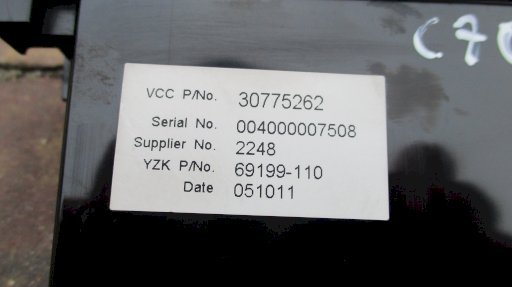 C70
VCC P/No. 30775262
Serial No. 004000007508
Supplier No. 2248
YZK P/No. 69199-110
Date 051011